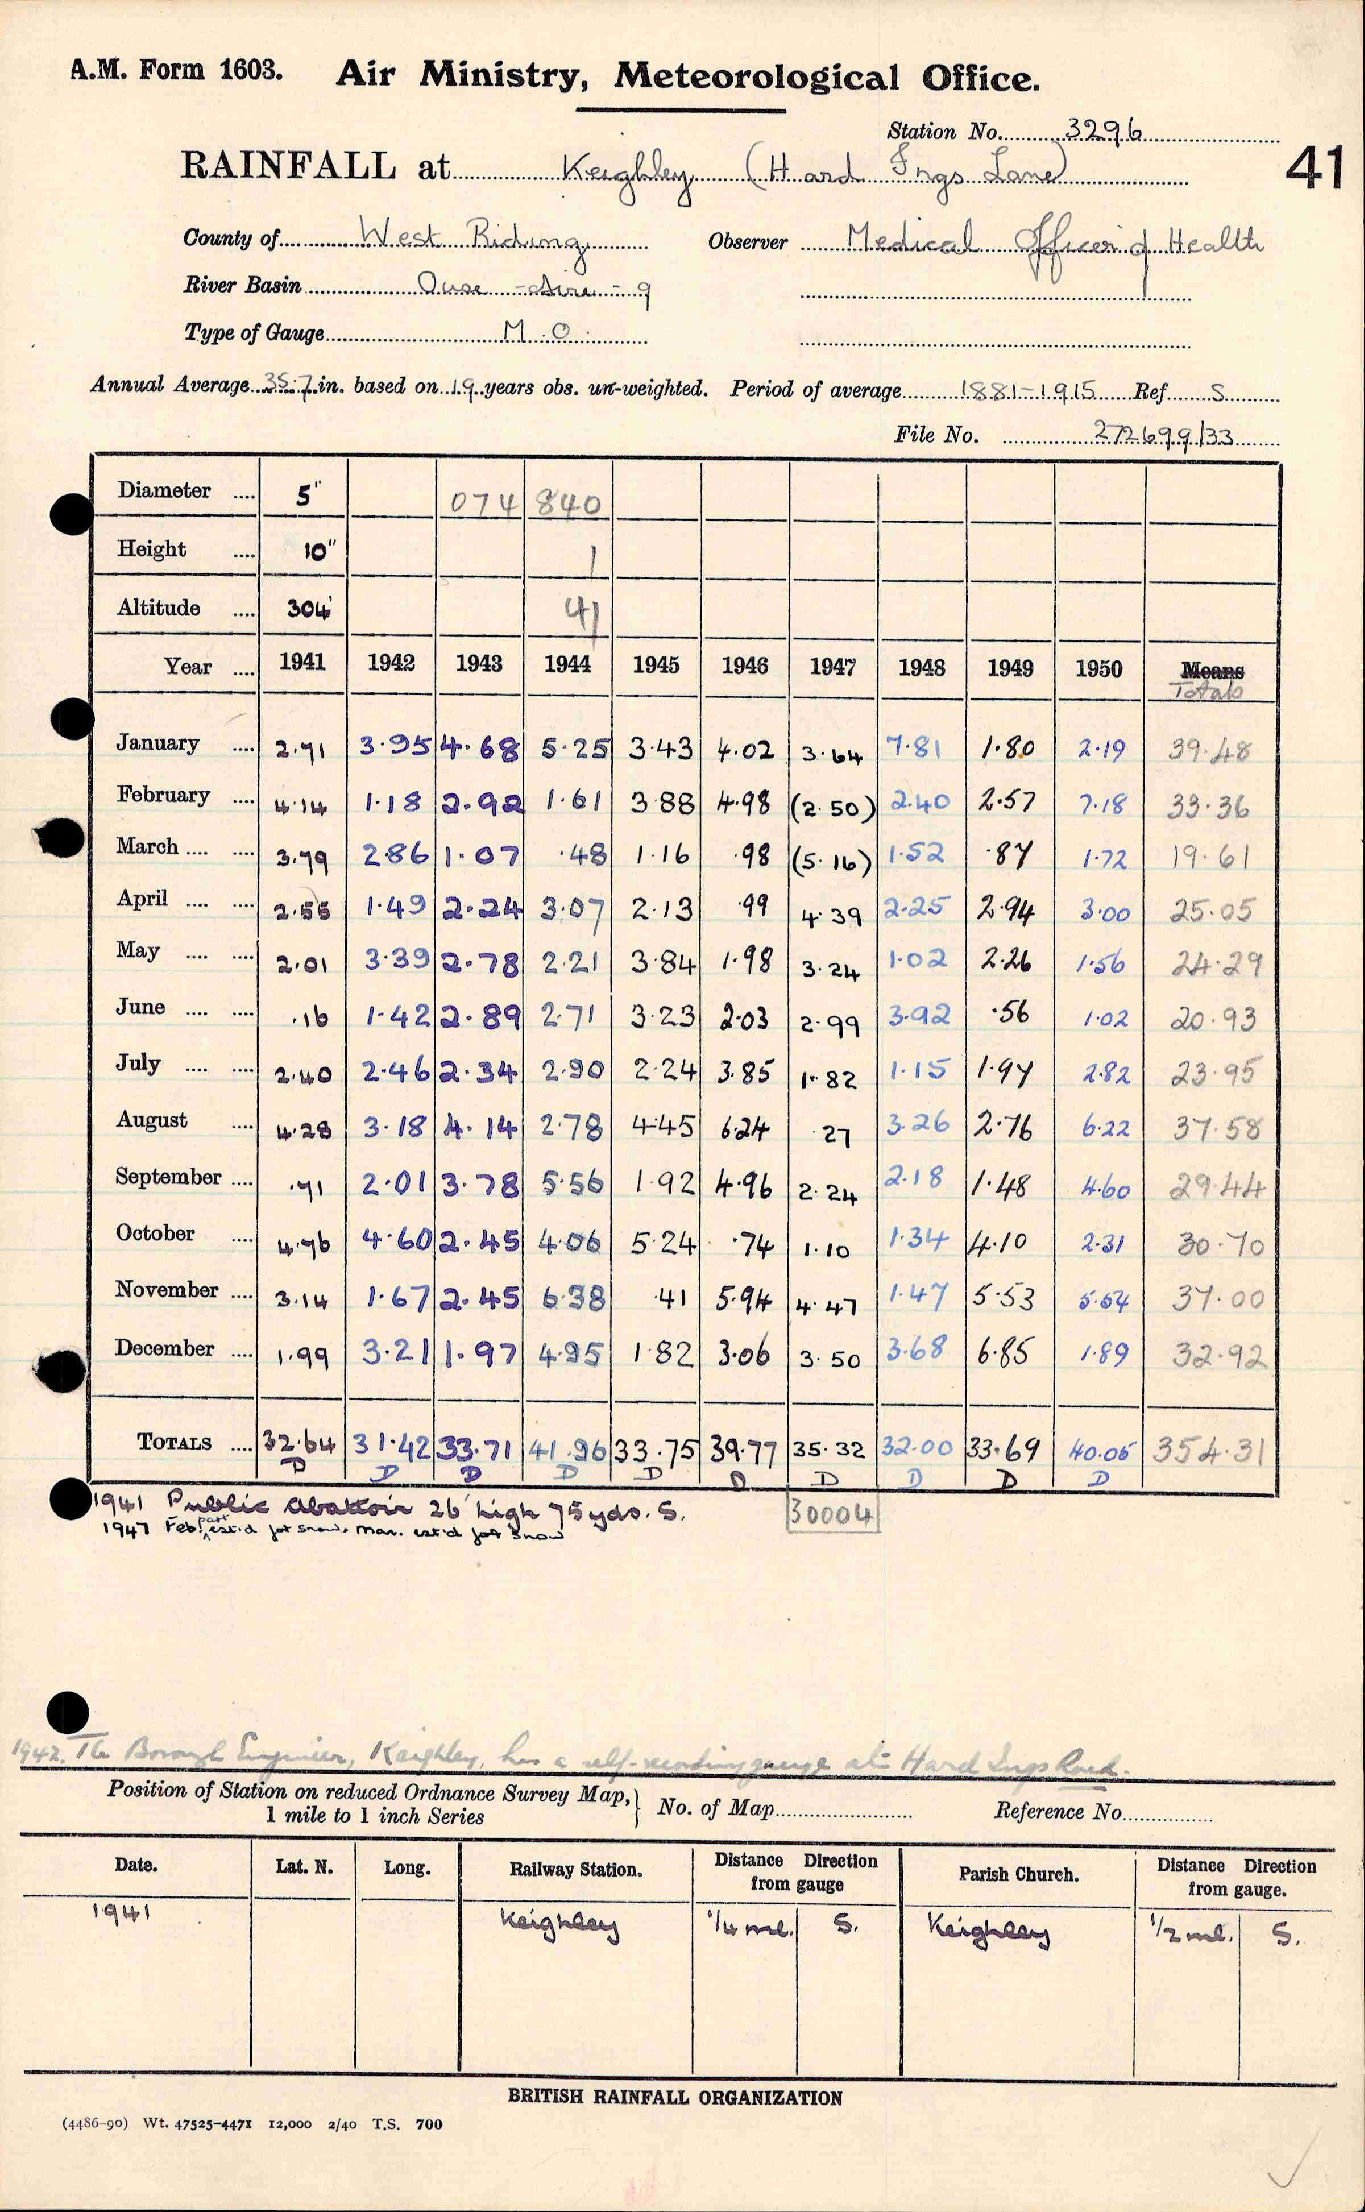 A.M. Form 1603. Air Ministry, Meteorological Office.
Station No. 3296
41
RAINFALL at Keighley (Hard Ings Lane)
County of West Riding Observer Medical Officer of Health
River Basin Ouse - Aire - 9
Type of Gauge M.O.
Annual Average 35.7 in. based on 19 years obs. un-weighted. Period of average 1881-1915 Ref. S
File No. 272699/33
Diameter .... 5" 074 840
Height .... 10" 1
Altitude .... 304' 41
Year .... 1941 1942 1943 1944 1945 1946 1947 1948 1949 1950 Means
Totals
January .... 2.71 3.95 4.68 5.25 3.43 4.02 3.64 7.81 1.80 2.19 39.48
February .... 4.14 1.18 2.92 1.61 3.88 4.98 (2.50) 2.40 2.57 7.18 33.36
March .... .... 3.79 2.86 1.07 .48 1.16 .98 (5.16) 1.52 .87 1.72 19.61
April .... .... 2.55 1.49 2.24 3.07 2.13 .99 4.39 2.25 2.94 3.00 25.05
May .... .... 2.01 3.39 2.78 2.21 3.84 1.98 3.24 1.02 2.26 1.56 24.29
June .... .... .16 1.42 2.89 2.71 3.23 2.03 2.99 3.92 .56 1.02 20.93
July .... .... 2.40 2.46 2.34 2.90 2.24 3.85 1.82 1.15 1.97 2.82 23.95
August .... 4.28 3.18 4.14 2.78 4.45 6.24 .27 3.26 2.76 6.22 37.58
September .... .71 2.01 3.78 5.56 1.92 4.96 2.24 2.18 1.48 4.60 29.44
October .... 4.76 4.60 2.45 4.06 5.24 .74 1.10 1.34 4.10 2.31 30.70
November .... 3.14 1.67 2.45 6.38 .41 5.94 4.47 1.47 5.53 5.54 37.00
December .... 1.99 3.21 1.97 4.95 1.82 3.06 3.50 3.68 6.85 1.89 32.92
TOTALS .... 32.64 31.42 33.71 41.96 33.75 39.77 35.32 32.00 33.69 40.05 354.31
D D D D D D D D D D
1941 Public abattoir 26' high 75 yds. S.
30004
1947 Feb. part est'd for snow. Mar. est'd for snow
1942. The Borough Engineer, Keighley, has a self-recording gauge at Hard Ings Road.
Position of Station on reduced Ordnance Survey Map, 1 mile to 1 inch Series No. of Map Reference No.
Date. Lat. N. Long. Railway Station. Distance Direction from gauge Parish Church. Distance Direction from gauge.
1941 Keighley 1/4 ml. S. Keighley 1/2 ml. S.
BRITISH RAINFALL ORGANIZATION
(4486-90) Wt. 47525-4471 12,000 2/40 T.S. 700